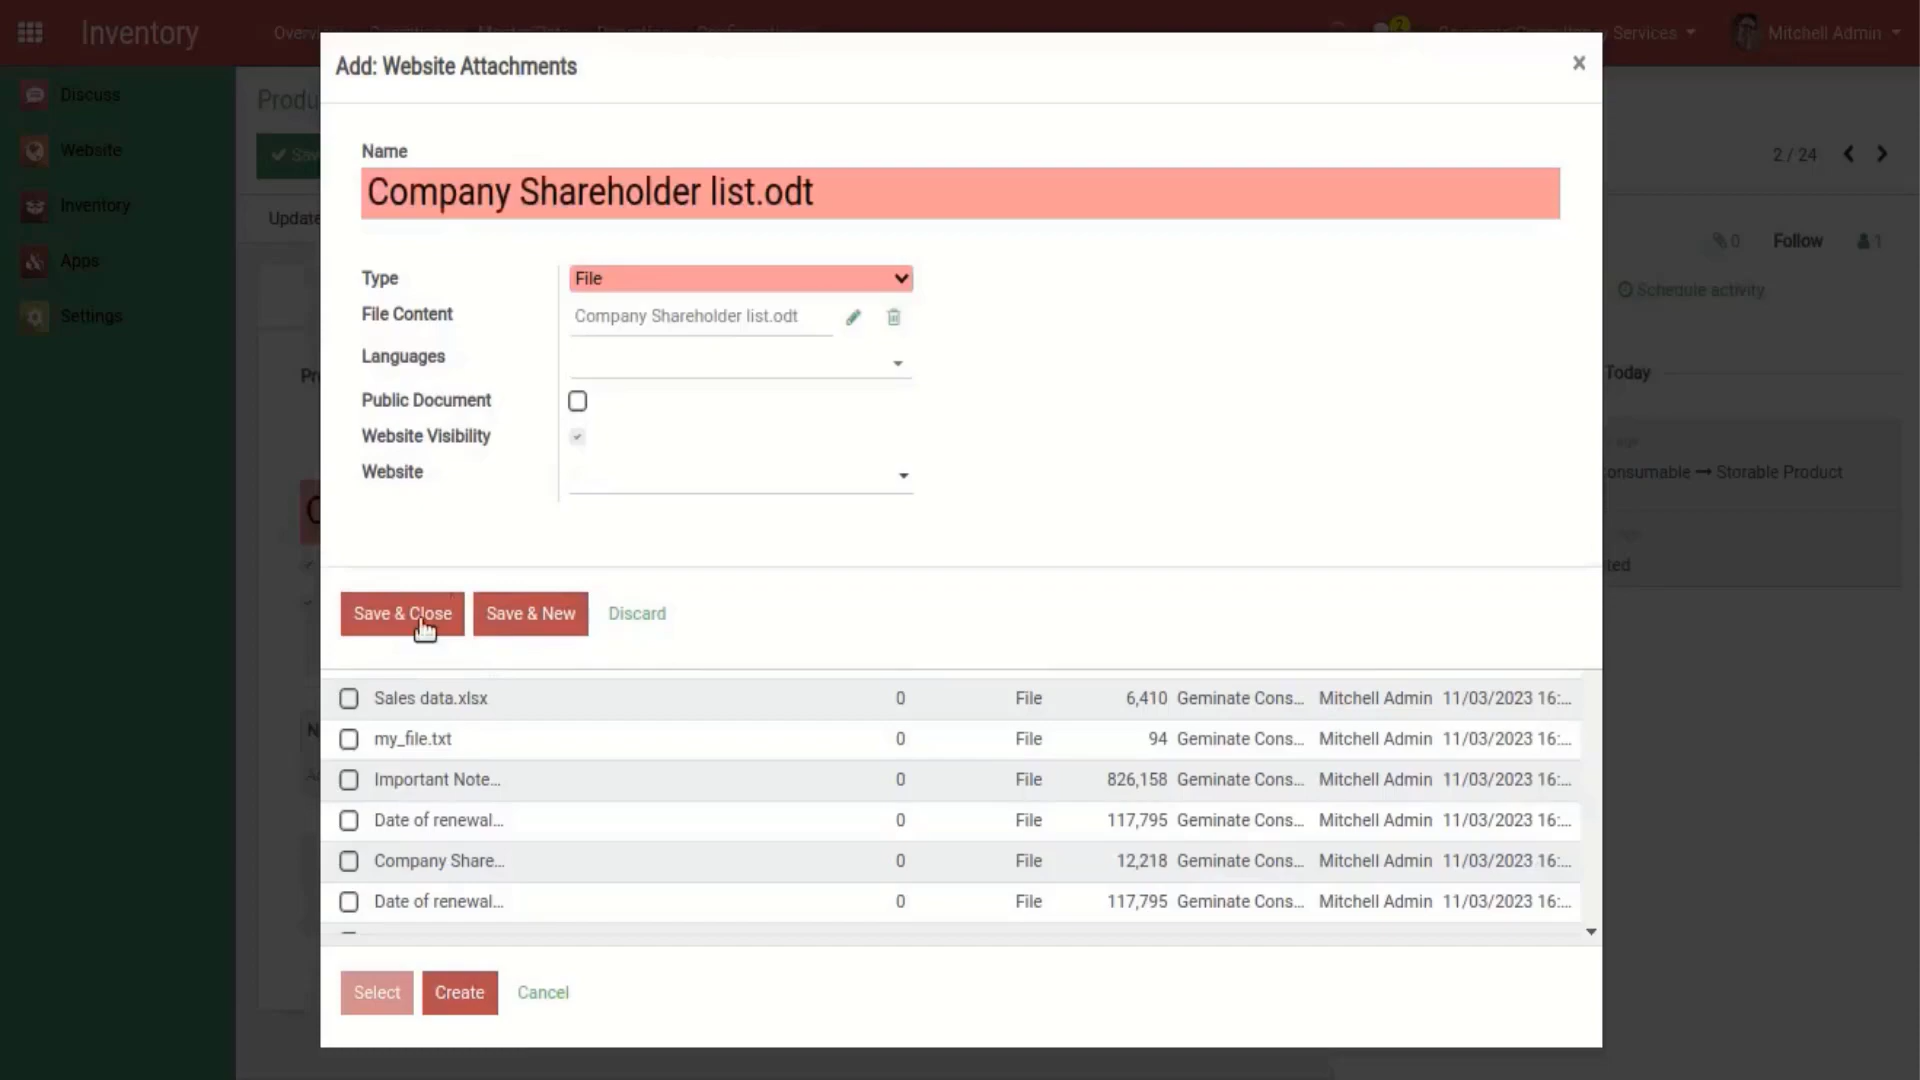 Inventory
Services
Mitchell Admin
Add: Website Attachments
x
Discuss
Website
Inventory
Apps
Settings
2 / 24
Update
0
Follow
1
Schedule activity
Today
Consumable → Storable Product
Name
Company Shareholder list.odt
Type
File
File Content
Company Shareholder list.odt
Languages
Public Document
Website Visibility
Website
Save & Close
Save & New
Discard
Sales data.xlsx 0 File 6,410 Geminate Cons... Mitchell Admin 11/03/2023 16:...
my_file.txt 0 File 94 Geminate Cons... Mitchell Admin 11/03/2023 16:...
Important Note... 0 File 826,158 Geminate Cons... Mitchell Admin 11/03/2023 16:...
Date of renewal... 0 File 117,795 Geminate Cons... Mitchell Admin 11/03/2023 16:...
Company Share... 0 File 12,218 Geminate Cons... Mitchell Admin 11/03/2023 16:...
Date of renewal... 0 File 117,795 Geminate Cons... Mitchell Admin 11/03/2023 16:...
Select
Create
Cancel